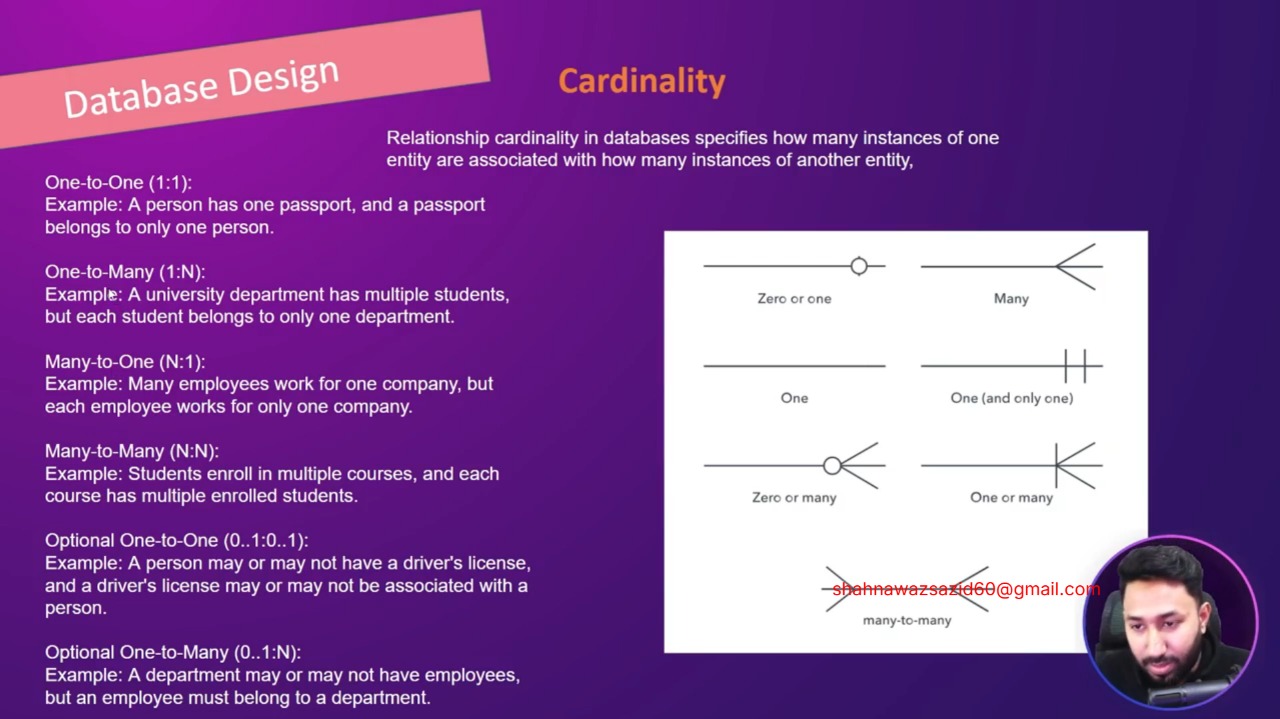 Database Design
Cardinality
Relationship cardinality in databases specifies how many instances of one
entity are associated with how many instances of another entity,
One-to-One (1:1):
Example: A person has one passport, and a passport
belongs to only one person.
One-to-Many (1:N):
Example: A university department has multiple students,
but each student belongs to only one department.
Many-to-One (N:1):
Example: Many employees work for one company, but
each employee works for only one company.
Many-to-Many (N:N):
Example: Students enroll in multiple courses, and each
course has multiple enrolled students.
Optional One-to-One (0..1:0..1):
Example: A person may or may not have a driver's license,
and a driver's license may or may not be associated with a
person.
Optional One-to-Many (0..1:N):
Example: A department may or may not have employees,
but an employee must belong to a department.
Zero or one
Many
One
One (and only one)
Zero or many
One or many
shahnawazsazid60@gmail.com
many-to-many